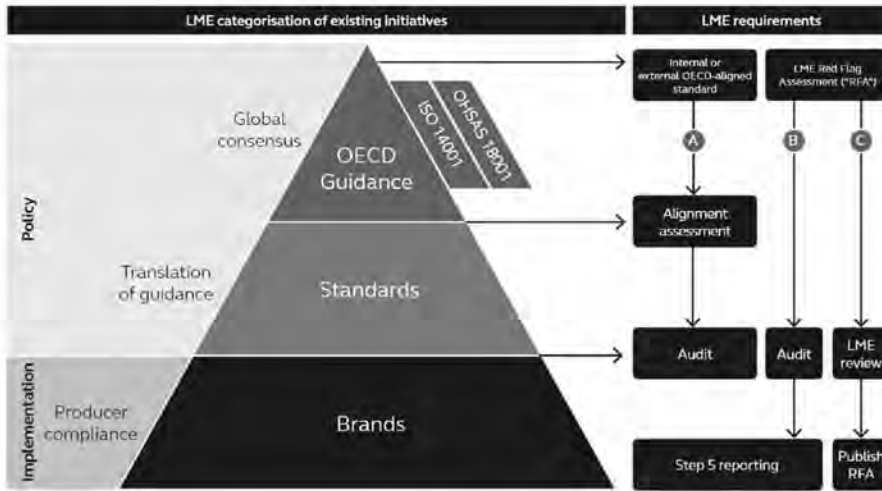 LME categorisation of existing initiatives
LME requirements
Policy
Implementation
Global
consensus
Translation
of guidance
Producer
compliance
OECD
Guidance
ISO 14001
OHSAS 18001
Standards
Brands
Internal or
external OECD-aligned
standard
LME Red Flag
Assessment ("RFA")
A
B
C
Alignment
assessment
Audit
Audit
LME
review
Step 5 reporting
Publish
RFA